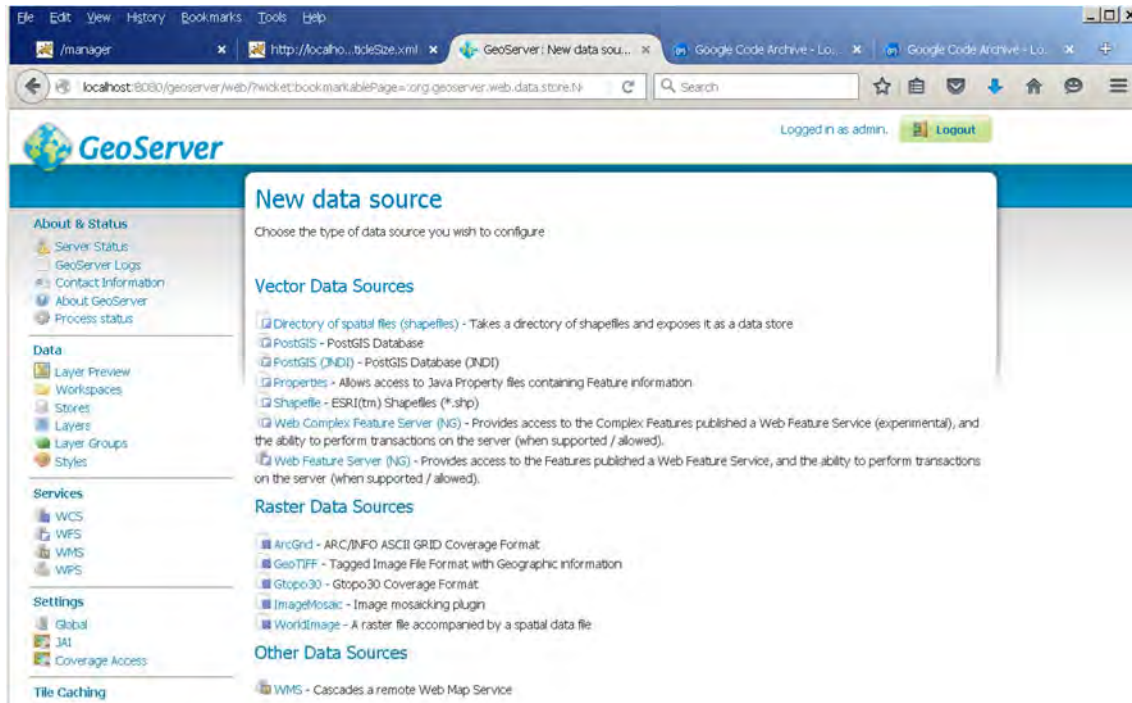 File Edit View History Bookmarks Tools Help
/manager
http://localho...ticleSize.xml
GeoServer: New data sou...
Google Code Archive - Lo...
Google Code Archive - Lo...
localhost:8080/geoserver/web/?wicket:bookmarkablePage=:org.geoserver.web.data.store.N
Search
GeoServer
Logged in as admin.
Logout
About & Status
Server Status
GeoServer Logs
Contact Information
About GeoServer
Process status
Data
Layer Preview
Workspaces
Stores
Layers
Layer Groups
Styles
Services
WCS
WFS
WMS
WPS
Settings
Global
JAI
Coverage Access
Tile Caching
New data source
Choose the type of data source you wish to configure
Vector Data Sources
Directory of spatial files (shapefiles) - Takes a directory of shapefiles and exposes it as a data store
PostGIS - PostGIS Database
PostGIS (JNDI) - PostGIS Database (JNDI)
Properties - Allows access to Java Property files containing Feature information
Shapefile - ESRI(tm) Shapefiles (*.shp)
Web Complex Feature Server (NG) - Provides access to the Complex Features published a Web Feature Service (experimental), and
the ability to perform transactions on the server (when supported / allowed).
Web Feature Server (NG) - Provides access to the Features published a Web Feature Service, and the ability to perform transactions
on the server (when supported / allowed).
Raster Data Sources
ArcGrid - ARC/INFO ASCII GRID Coverage Format
GeoTIFF - Tagged Image File Format with Geographic information
Gtopo30 - Gtopo30 Coverage Format
ImageMosaic - Image mosaicking plugin
WorldImage - A raster file accompanied by a spatial data file
Other Data Sources
WMS - Cascades a remote Web Map Service